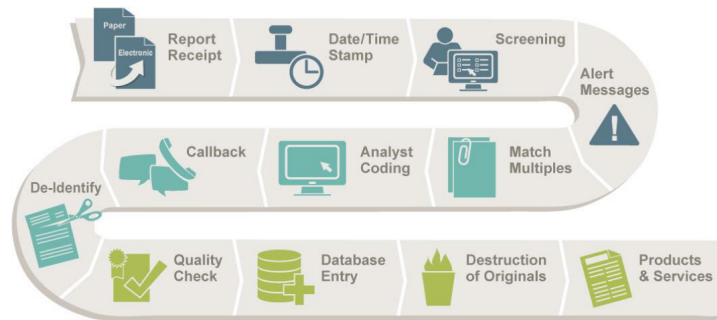 Paper
Electronic
Report
Receipt
Date/Time
Stamp
Screening
Alert
Messages
Match
Multiples
Analyst
Coding
Callback
De-Identify
Quality
Check
Database
Entry
Destruction
of Originals
Products
& Services